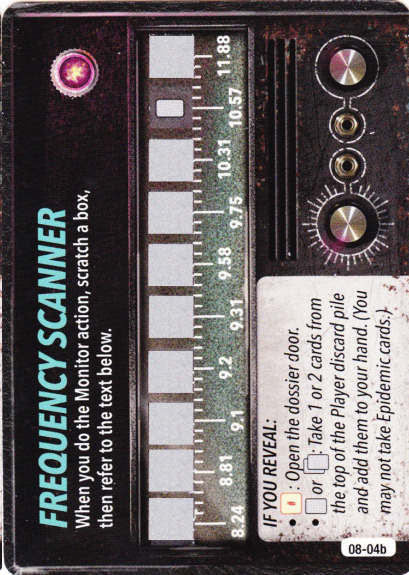 FREQUENCY SCANNER
When you do the Monitor action, scratch a box,
then refer to the text below.
8.24 8.81 9.1 9.2 9.31 9.58 9.75 10.31 10.57 11.88
IF YOU REVEAL:
• : Open the dossier door.
• or : Take 1 or 2 cards from
the top of the Player discard pile
and add them to your hand. (You
may not take Epidemic cards.)
08-04b